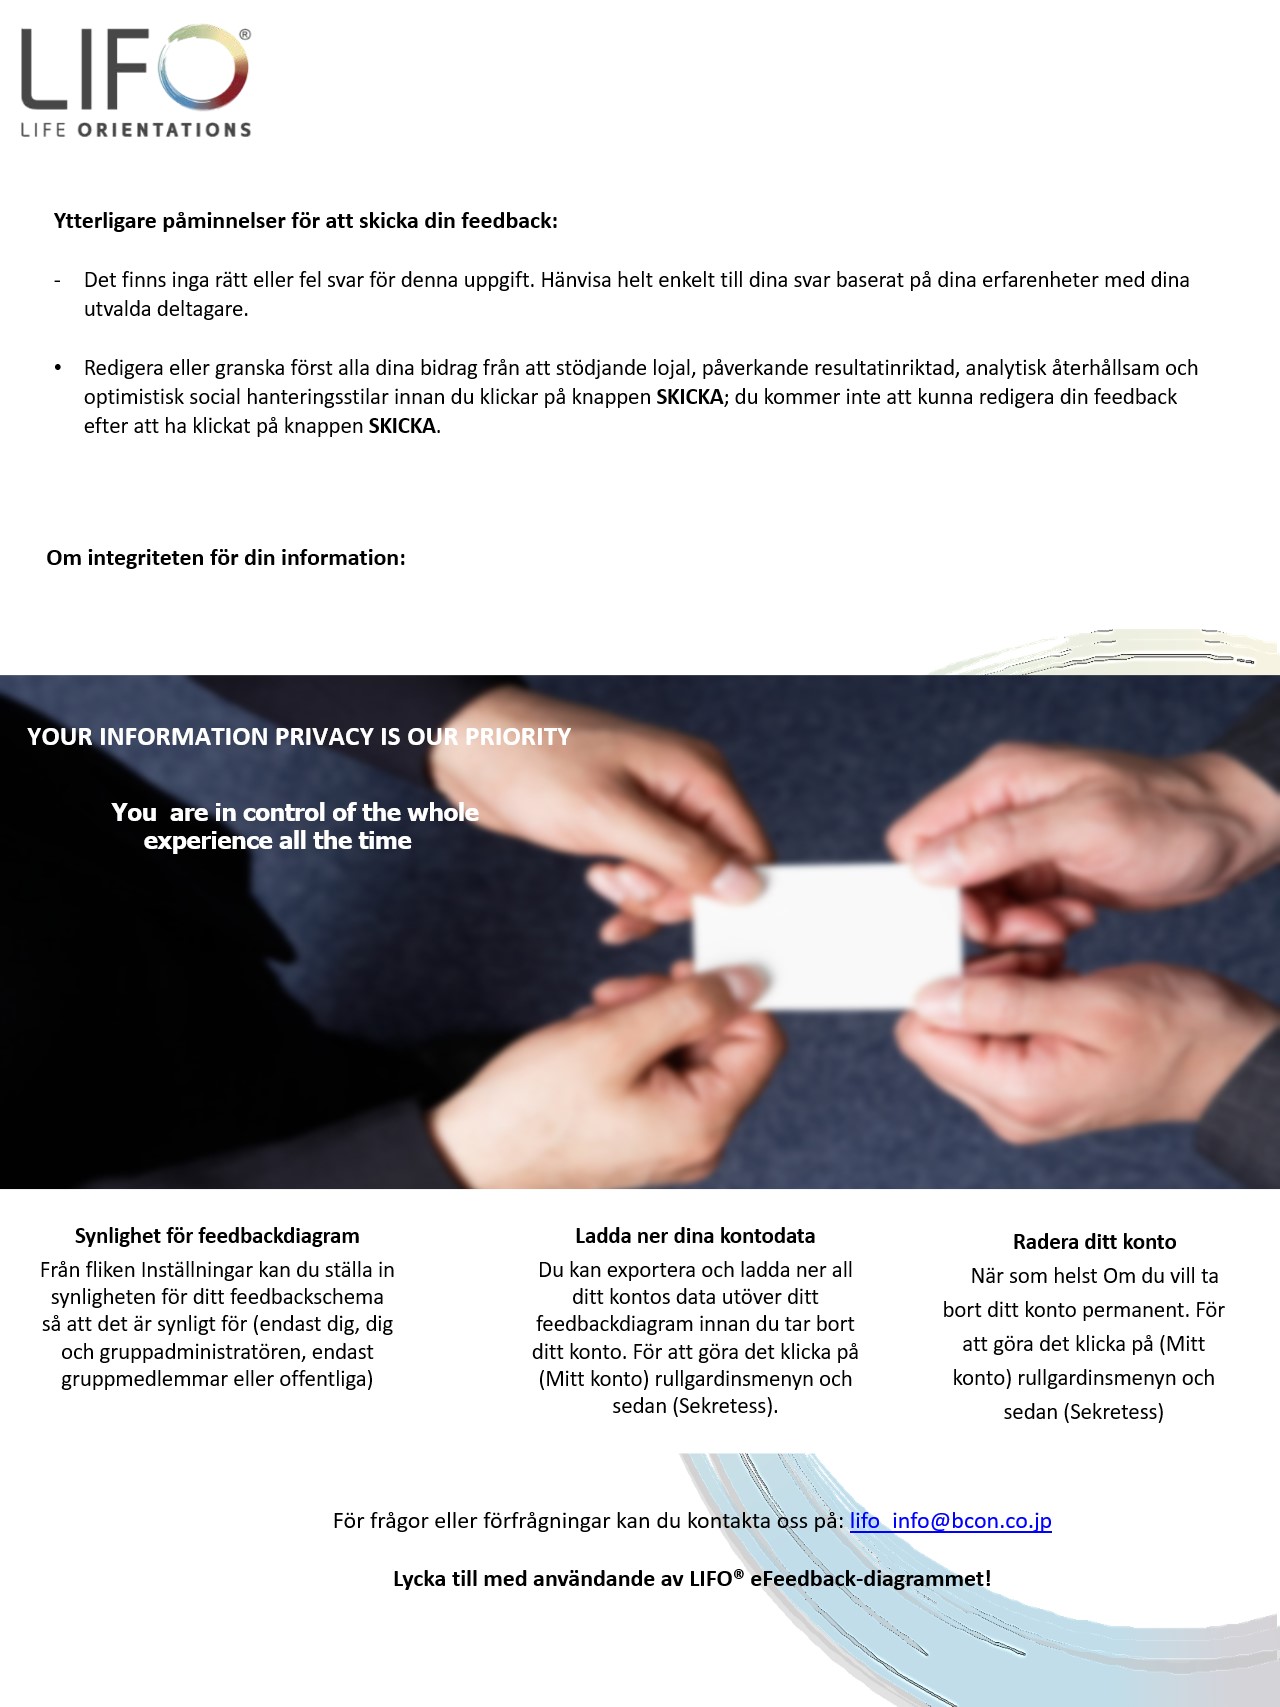 LIFO®
LIFE ORIENTATIONS
Ytterligare påminnelser för att skicka din feedback:
- Det finns inga rätt eller fel svar för denna uppgift. Hänvisa helt enkelt till dina svar baserat på dina erfarenheter med dina
utvalda deltagare.
• Redigera eller granska först alla dina bidrag från att stödjande lojal, påverkande resultatinriktad, analytisk återhållsam och
optimistisk social hanteringsstilar innan du klickar på knappen SKICKA; du kommer inte att kunna redigera din feedback
efter att ha klickat på knappen SKICKA.
Om integriteten för din information:
YOUR INFORMATION PRIVACY IS OUR PRIORITY
You are in control of the whole
experience all the time
Synlighet för feedbackdiagram
Från fliken Inställningar kan du ställa in
synligheten för ditt feedbackschema
så att det är synligt för (endast dig, dig
och gruppadministratören, endast
gruppmedlemmar eller offentliga)
Ladda ner dina kontodata
Du kan exportera och ladda ner all
ditt kontos data utöver ditt
feedbackdiagram innan du tar bort
ditt konto. För att göra det klicka på
(Mitt konto) rullgardinsmenyn och
sedan (Sekretess).
Radera ditt konto
När som helst Om du vill ta
bort ditt konto permanent. För
att göra det klicka på (Mitt
konto) rullgardinsmenyn och
sedan (Sekretess)
För frågor eller förfrågningar kan du kontakta oss på: lifo_info@bcon.co.jp
Lycka till med användande av LIFO® eFeedback-diagrammet!